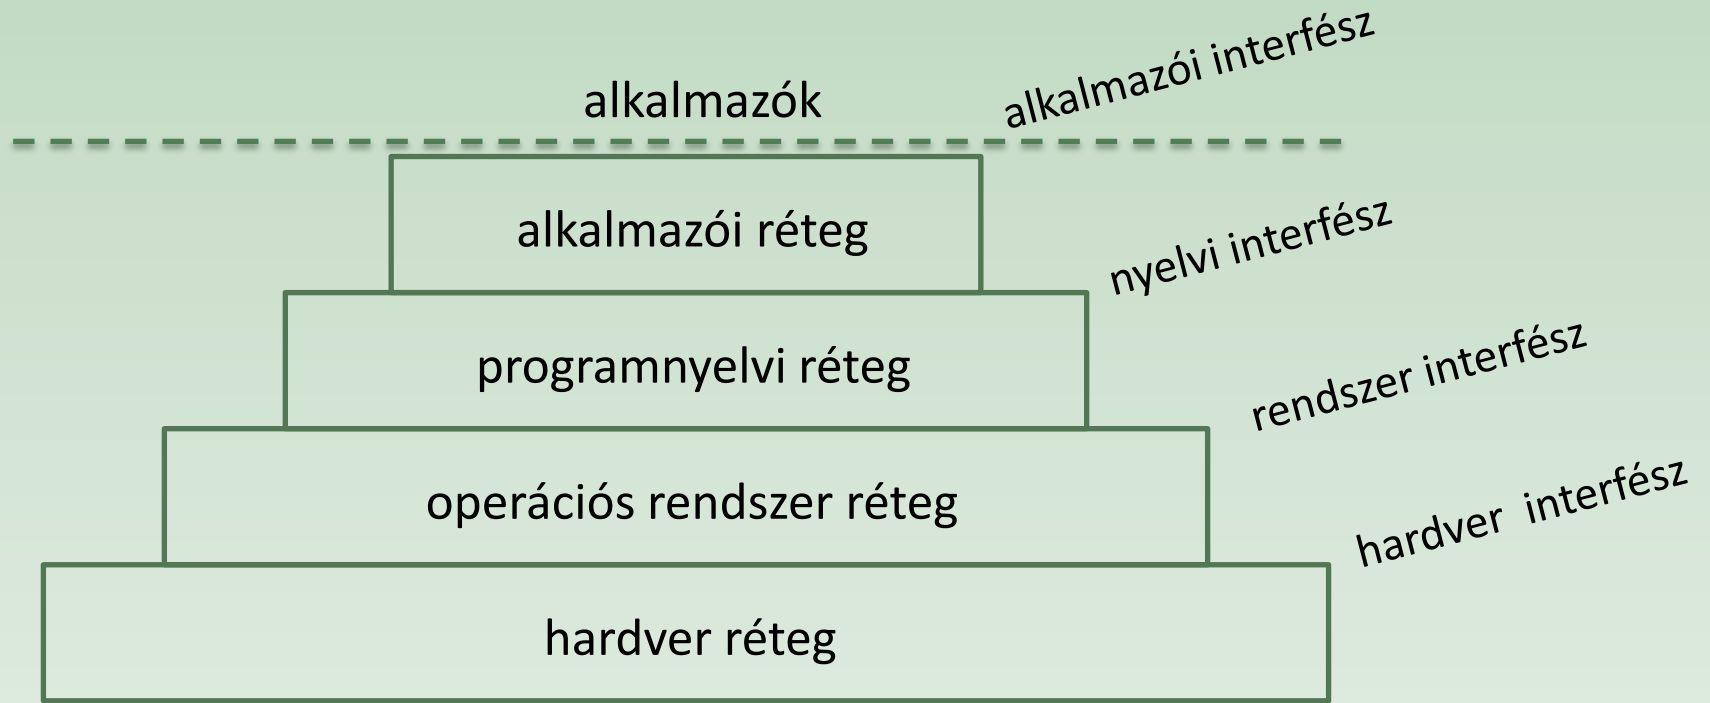 alkalmazói interfész
alkalmazók
alkalmazói réteg
nyelvi interfész
programnyelvi réteg
rendszer interfész
operációs rendszer réteg
hardver interfész
hardver réteg